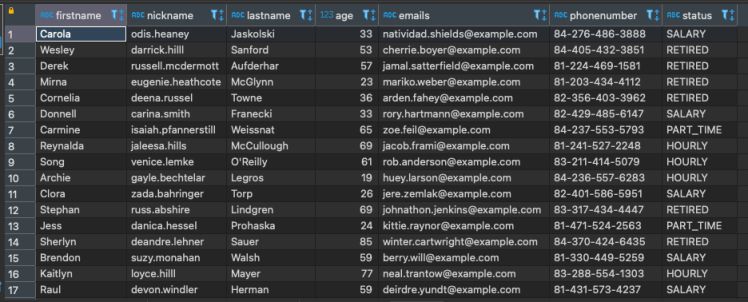 firstname ABC nickname ABC lastname 123 age ABC emails ABC phonenumber ABC status
1 Carola odis.heaney Jaskolski 33 natividad.shields@example.com 84-276-486-3888 SALARY
2 Wesley darrick.hilll Sanford 53 cherrie.boyer@example.com 84-405-432-3851 RETIRED
3 Derek russell.mcdermott Aufderhar 57 jamal.satterfield@example.com 81-224-469-1581 RETIRED
4 Mirna eugenie.heathcote McGlynn 23 mariko.weber@example.com 81-203-434-4112 RETIRED
5 Cornelia deena.russel Towne 36 arden.fahey@example.com 82-356-403-3962 RETIRED
6 Donnell carina.smith Franecki 33 rory.hartmann@example.com 82-429-485-6147 SALARY
7 Carmine isaiah.pfannerstill Weissnat 65 zoe.feil@example.com 84-237-553-5793 PART_TIME
8 Reynalda jaleesa.hills McCullough 69 jacob.frami@example.com 81-241-527-2248 HOURLY
9 Song venice.lemke O'Reilly 61 rob.anderson@example.com 83-211-414-5079 HOURLY
10 Archie gayle.bechtelar Legros 19 huey.larson@example.com 84-236-557-6283 HOURLY
11 Clora zada.bahringer Torp 26 jere.zemlak@example.com 82-401-586-5951 SALARY
12 Stephan russ.abshire Lindgren 69 johnathon.jenkins@example.com 83-317-434-4447 RETIRED
13 Jess danica.hessel Prohaska 24 kittie.raynor@example.com 81-471-524-2563 PART_TIME
14 Sherlyn deandre.lehner Sauer 85 winter.cartwright@example.com 84-370-424-6435 RETIRED
15 Brendon suzy.monahan Walsh 59 berry.will@example.com 81-330-449-5259 SALARY
16 Kaitlyn loyce.hilll Mayer 77 neal.trantow@example.com 83-288-554-1303 HOURLY
17 Raul devon.windler Herman 59 deirdre.yundt@example.com 81-431-573-4237 SALARY